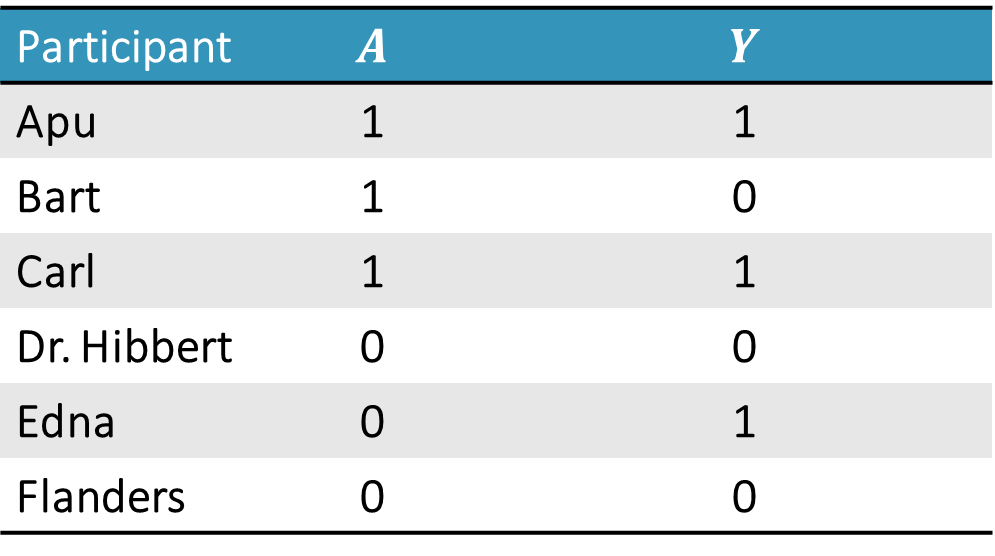 Participant A Y
Apu 1 1
Bart 1 0
Carl 1 1
Dr. Hibbert 0 0
Edna 0 1
Flanders 0 0